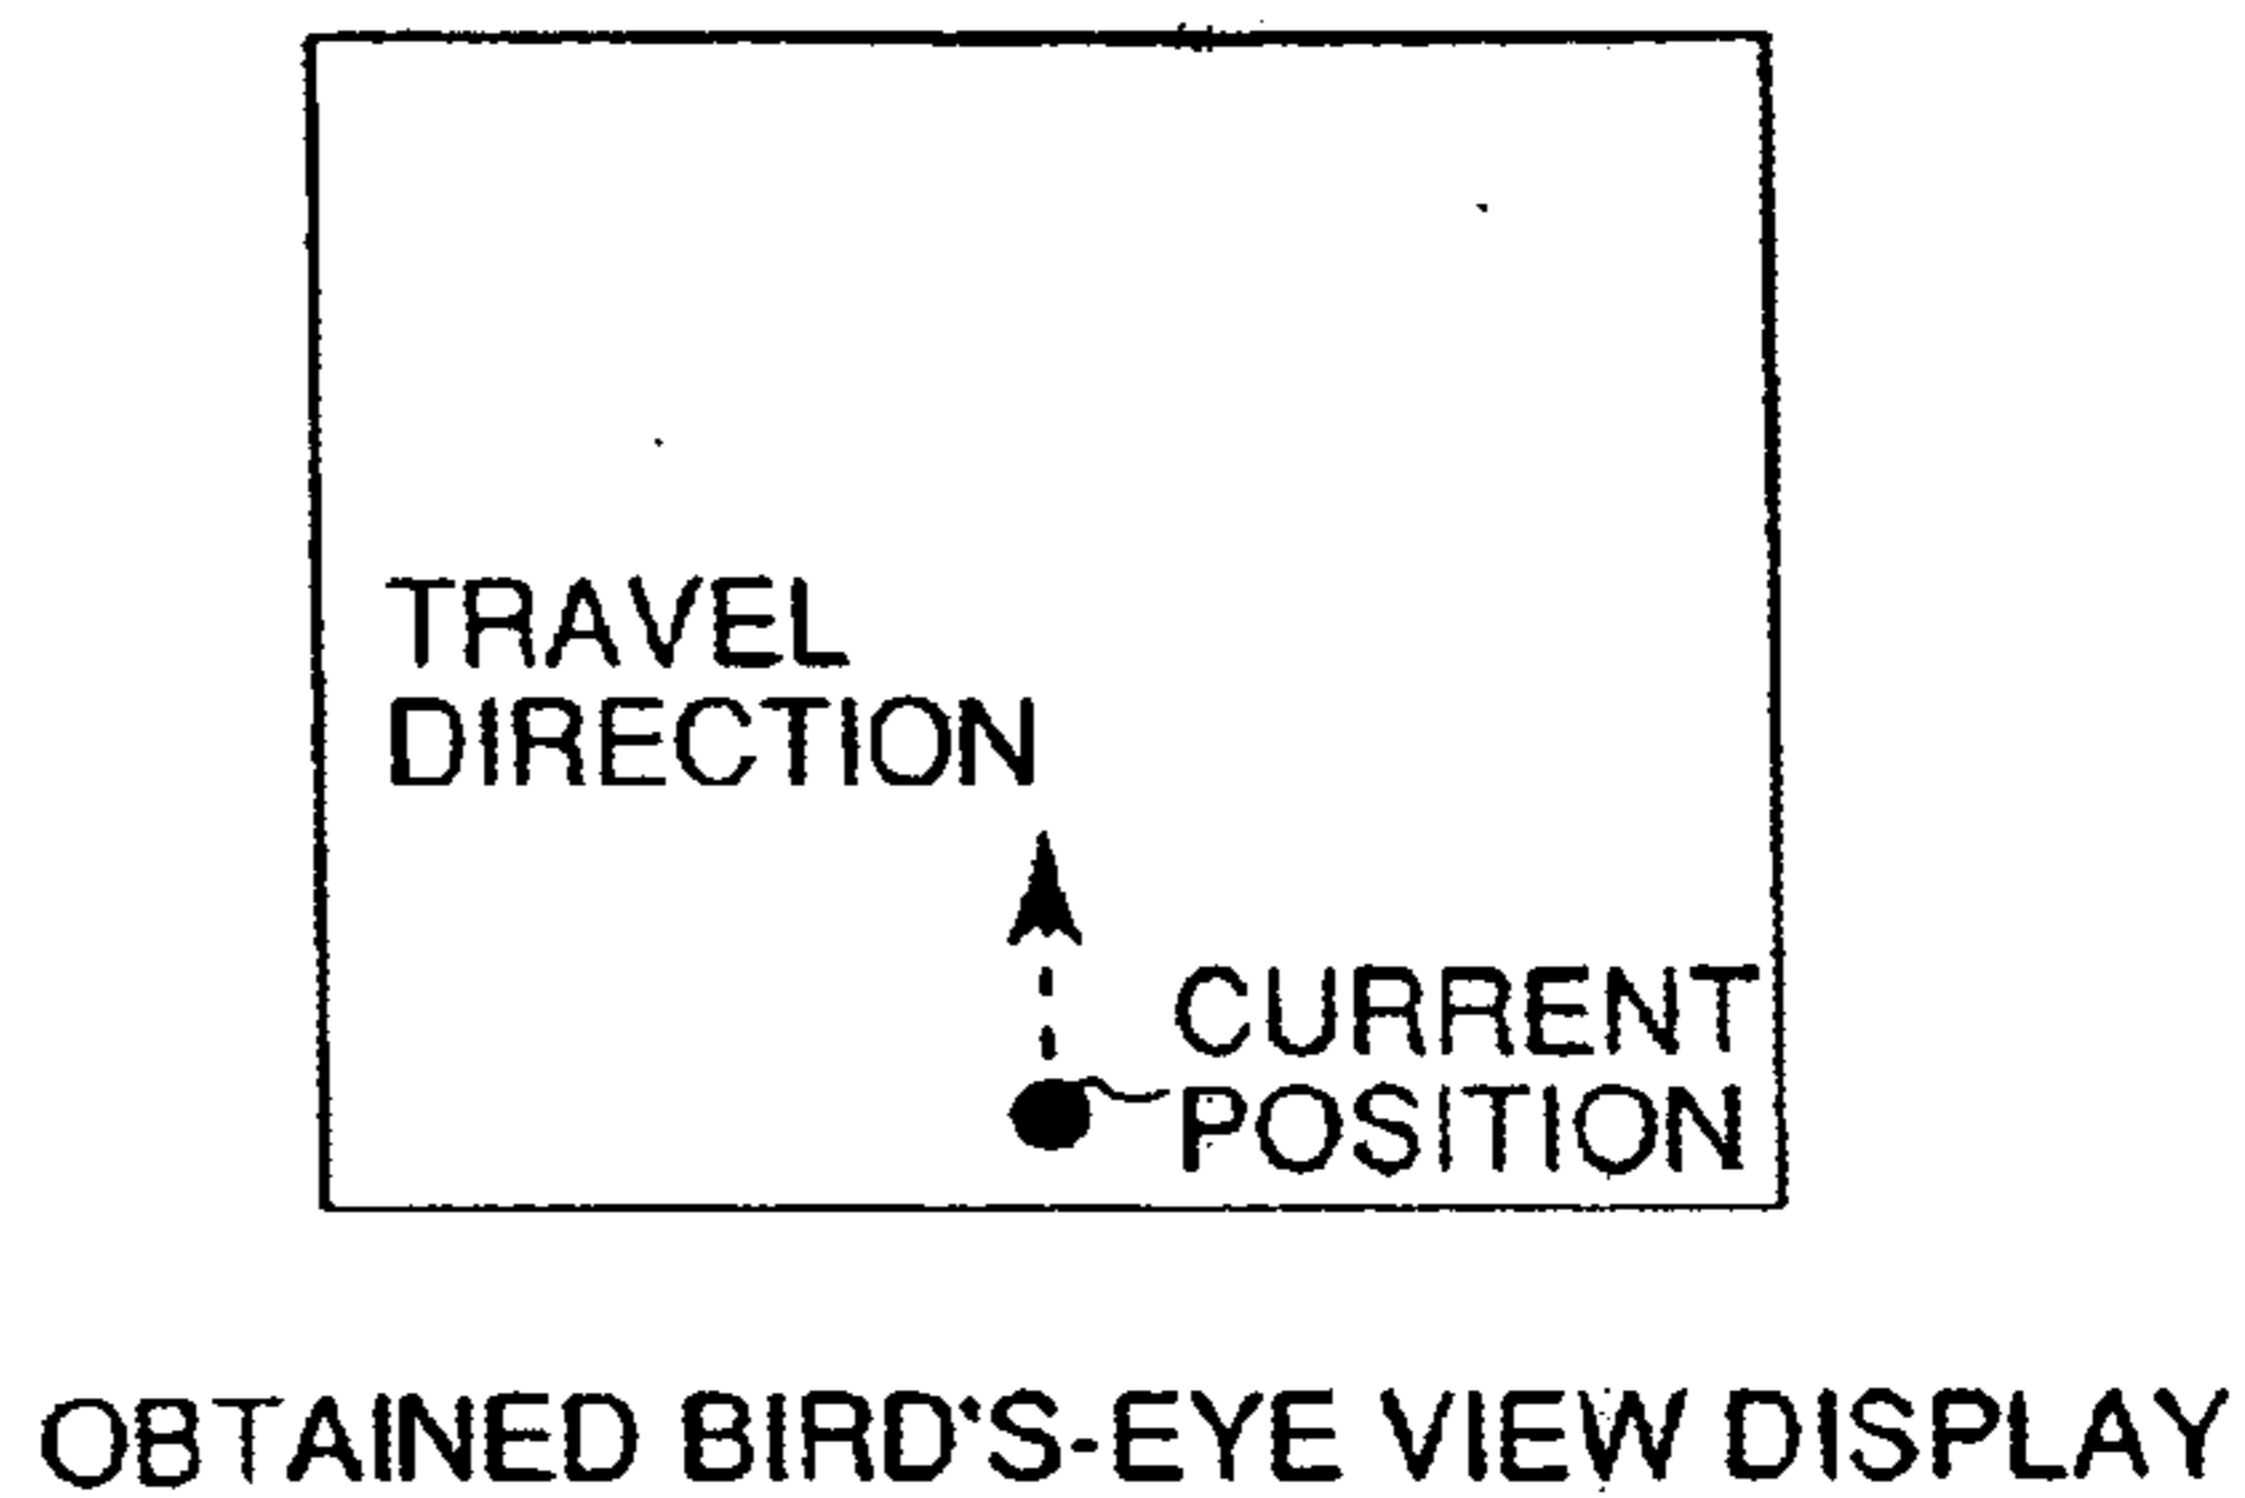 TRAVEL
DIRECTION
CURRENT
POSITION
OBTAINED BIRD'S-EYE VIEW DISPLAY